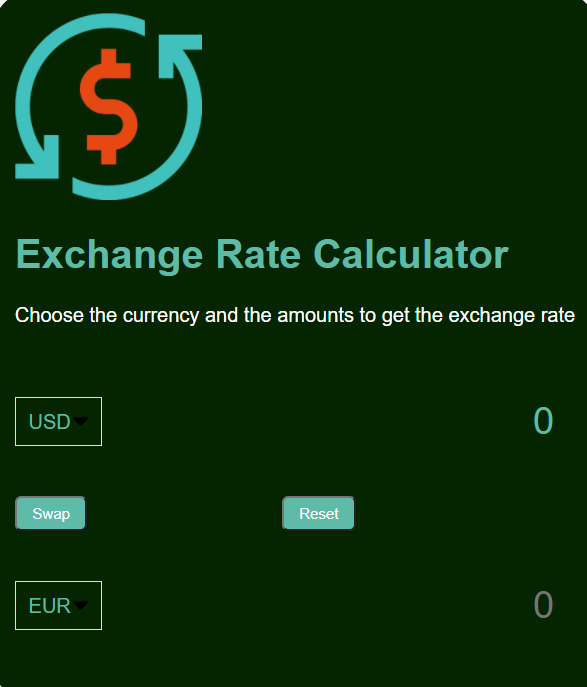 $
Exchange Rate Calculator
Choose the currency and the amounts to get the exchange rate
USD 0
Swap Reset
EUR 0